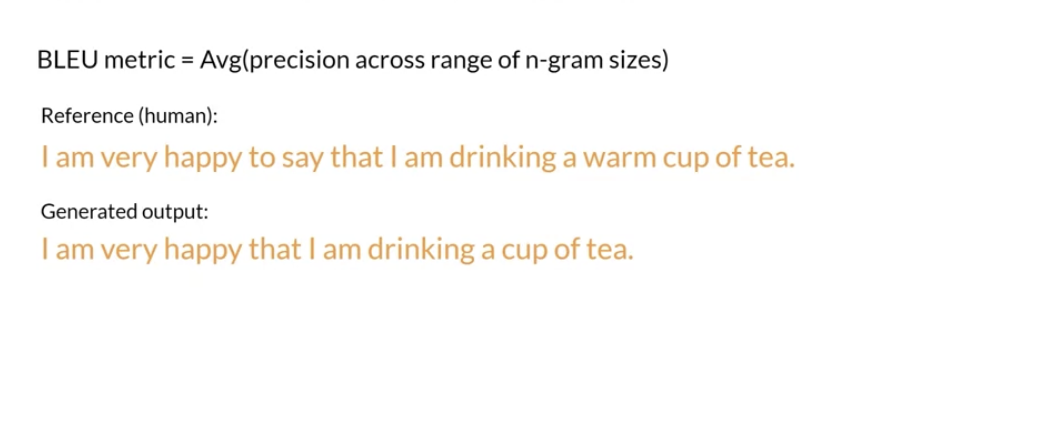 BLEU metric = Avg(precision across range of n-gram sizes)
Reference (human):
I am very happy to say that I am drinking a warm cup of tea.
Generated output:
I am very happy that I am drinking a cup of tea.